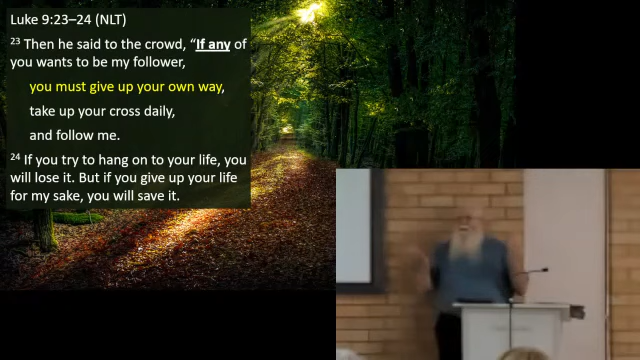 Luke 9:23–24 (NLT)
23 Then he said to the crowd, “If any of
you wants to be my follower,
you must give up your own way,
take up your cross daily,
and follow me.
24 If you try to hang on to your life, you
will lose it. But if you give up your life
for my sake, you will save it.